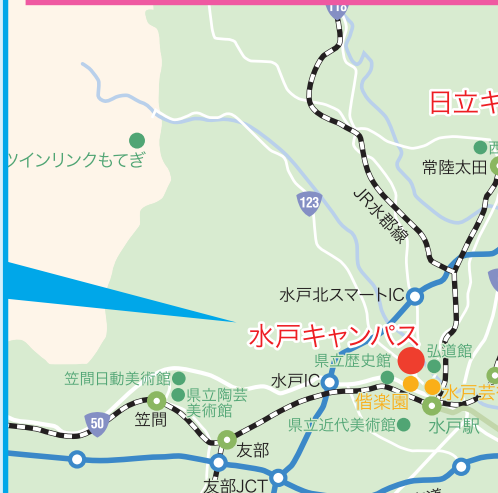 118
日立キ
ツインリンクもてぎ
西
常陸太田
123
JR水郡線
水戸北スマートIC
水戸キャンパス
県立歴史館
弘道館
笠間日動美術館
水戸IC
県立陶芸
美術館
偕楽園
水戸芸
笠間
50
県立近代美術館
水戸駅
友部
友部JCT
道